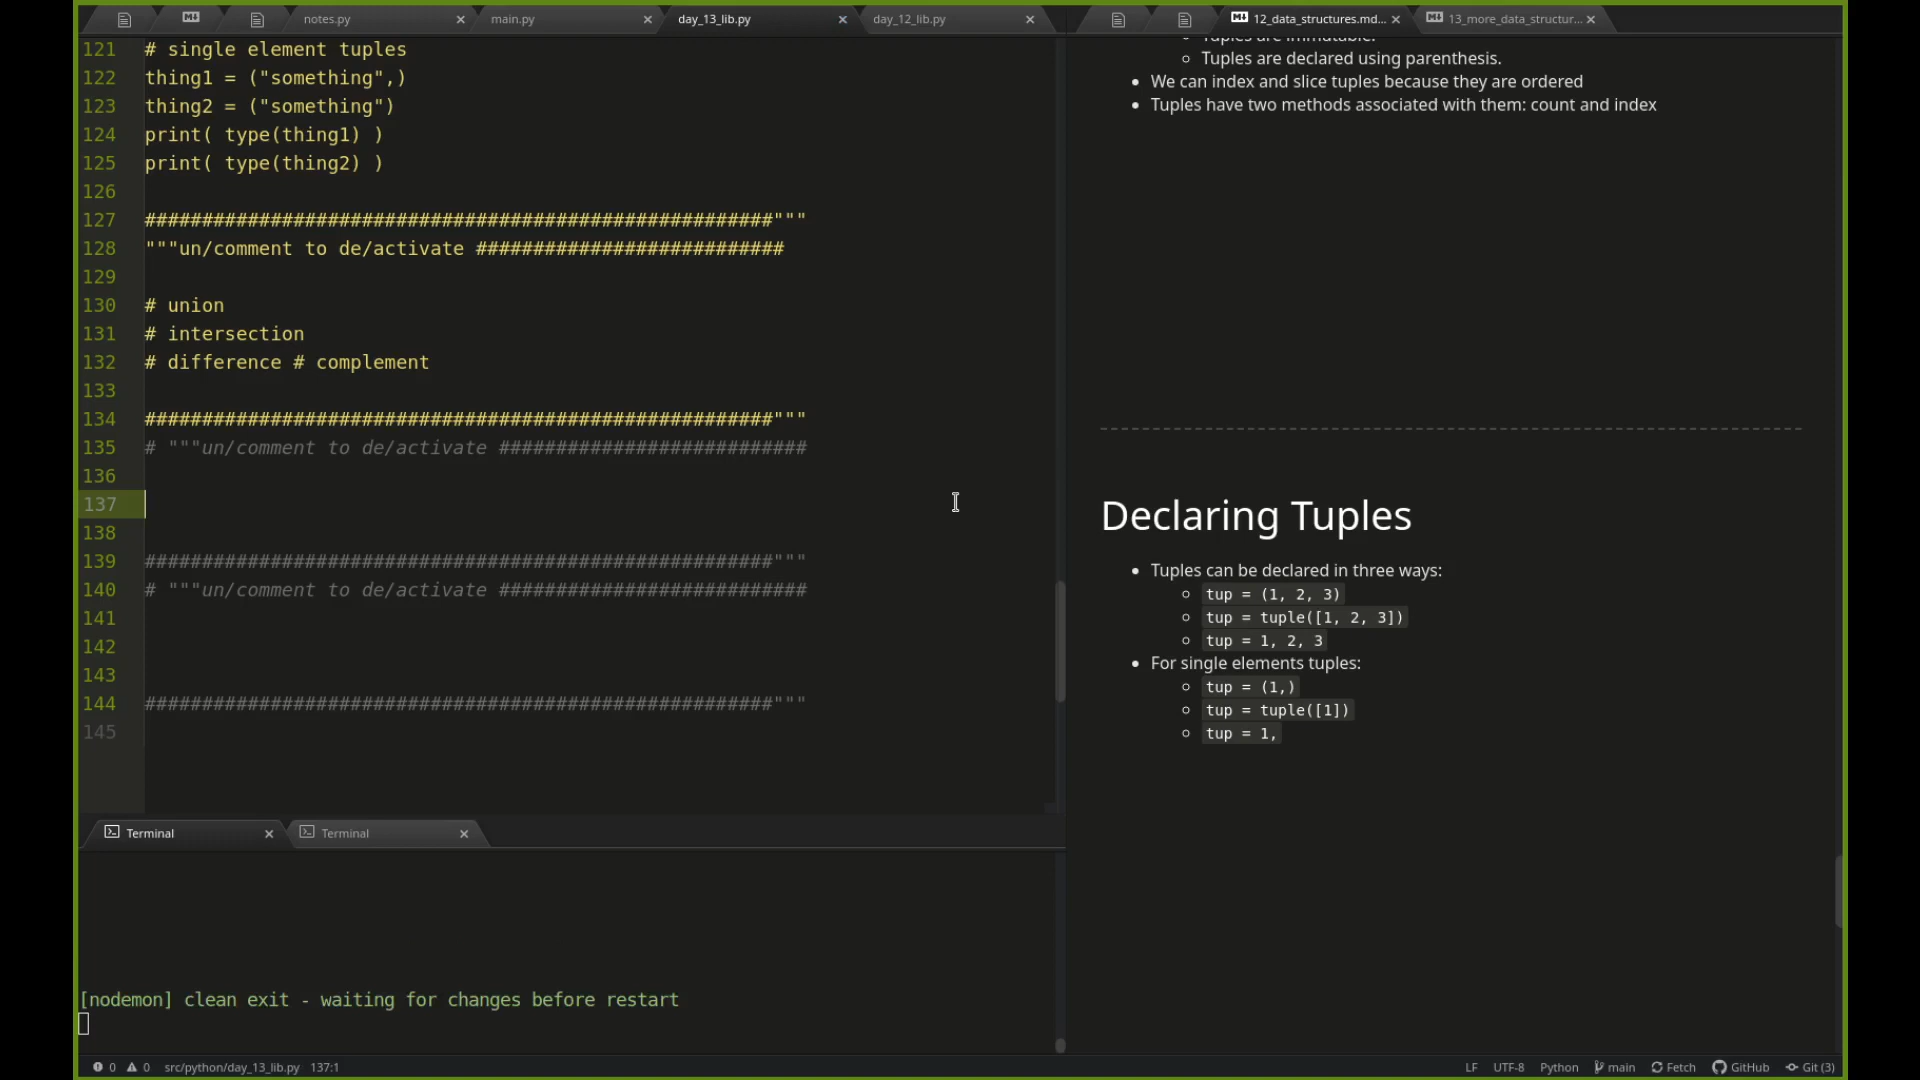 notes.py
main.py
day_13_lib.py
day_12_lib.py
12_data_structures.md...
13_more_data_structur...
121 # single element tuples
122 thing1 = ("something",)
123 thing2 = ("something")
124 print( type(thing1) )
125 print( type(thing2) )
126
127 #######################################################"""
128 """un/comment to de/activate ###########################
129
130 # union
131 # intersection
132 # difference # complement
133
134 #######################################################"""
135 # """un/comment to de/activate ###########################
136
137
138
139 #######################################################"""
140 # """un/comment to de/activate ###########################
141
142
143
144 #######################################################"""
145
Tuples are immutable.
Tuples are declared using parenthesis.
We can index and slice tuples because they are ordered
Tuples have two methods associated with them: count and index
Declaring Tuples
Tuples can be declared in three ways:
tup = (1, 2, 3)
tup = tuple([1, 2, 3])
tup = 1, 2, 3
For single elements tuples:
tup = (1,)
tup = tuple([1])
tup = 1,
Terminal
Terminal
[nodemon] clean exit - waiting for changes before restart
0 0 src/python/day_13_lib.py 137:1
LF UTF-8 Python main Fetch GitHub Git (3)